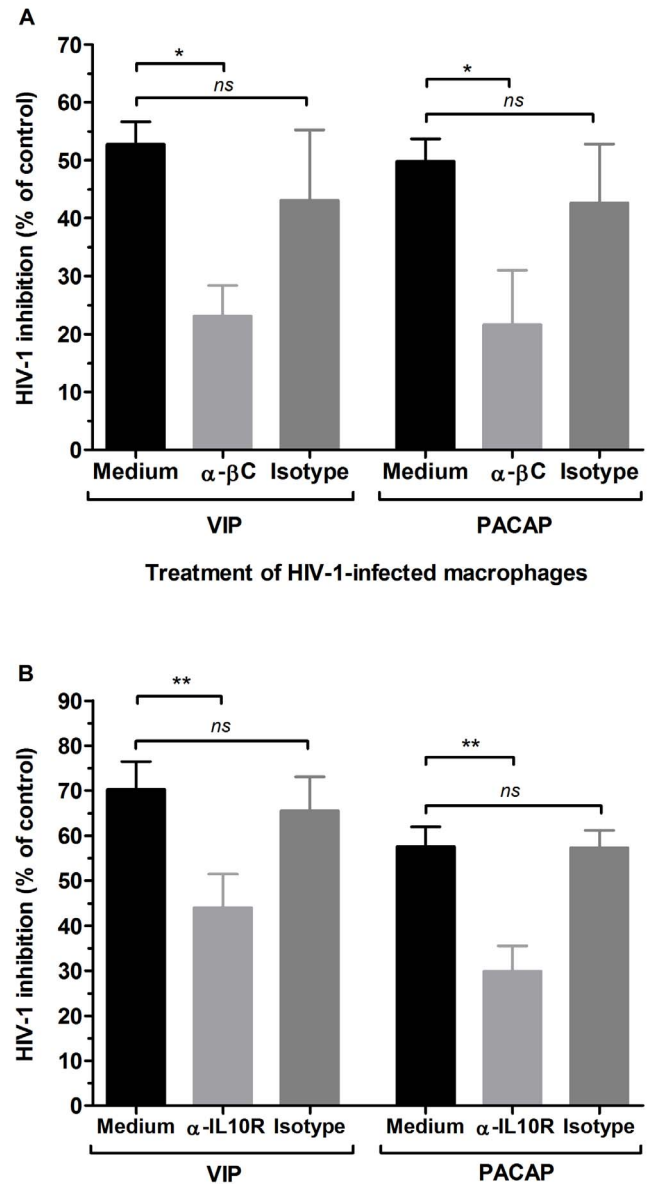 A
HIV-1 inhibition (% of control)
70
60
50
40
30
20
10
0
* ns * ns
Medium α-βC Isotype Medium α-βC Isotype
VIP PACAP
Treatment of HIV-1-infected macrophages
B
HIV-1 inhibition (% of control)
90
80
70
60
50
40
30
20
10
0
** ns ** ns
Medium α-IL10R Isotype Medium α-IL10R Isotype
VIP PACAP